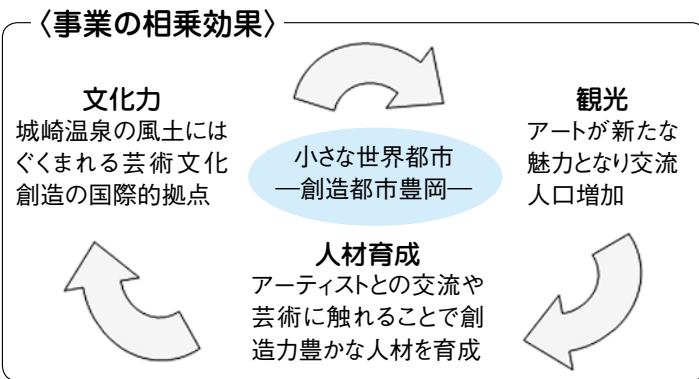 〈事業の相乗効果〉
文化力
城崎温泉の風土には
ぐくまれる芸術文化
創造の国際的拠点
観光
アートが新たな
魅力となり交流
人口増加
小さな世界都市
―創造都市豊岡―
人材育成
アーティストとの交流や
芸術に触れることで創
造力豊かな人材を育成